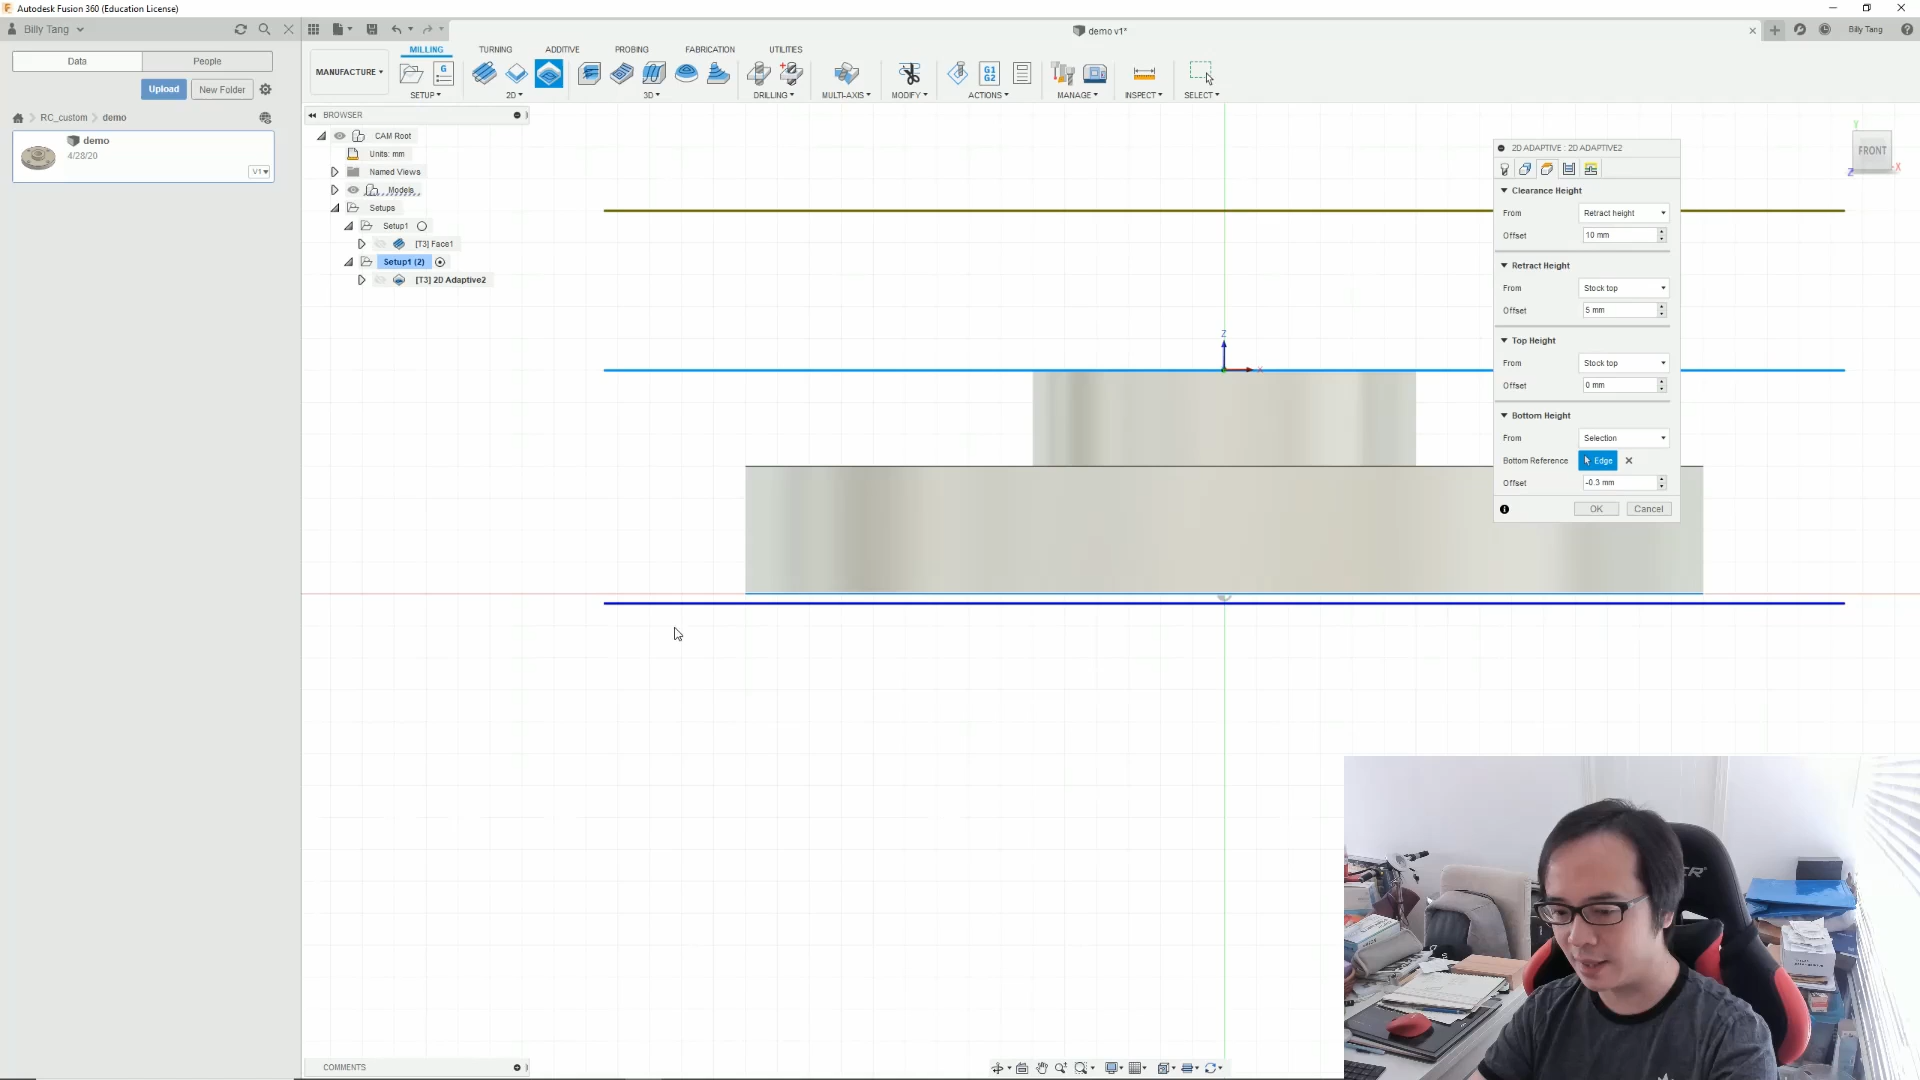 Autodesk Fusion 360 (Education License)
Billy Tang
demo v1*
Billy Tang
Data
People
Upload
New Folder
RC_custom
demo
demo
4/28/20
V1
MILLING
TURNING
ADDITIVE
PROBING
FABRICATION
UTILITIES
MANUFACTURE
G
G1
G2
SETUP
2D
3D
DRILLING
MULTI-AXIS
MODIFY
ACTIONS
MANAGE
INSPECT
SELECT
BROWSER
CAM Root
Units: mm
Named Views
Models
Setups
Setup1
[T3] Face1
Setup1 (2)
[T3] 2D Adaptive2
2D ADAPTIVE : 2D ADAPTIVE2
Clearance Height
From
Retract height
Offset
10 mm
Retract Height
From
Stock top
Offset
5 mm
Top Height
From
Stock top
Offset
0 mm
Bottom Height
From
Selection
Bottom Reference
Edge
Offset
-0.3 mm
OK
Cancel
Y
FRONT
X
Z
Z
X
COMMENTS